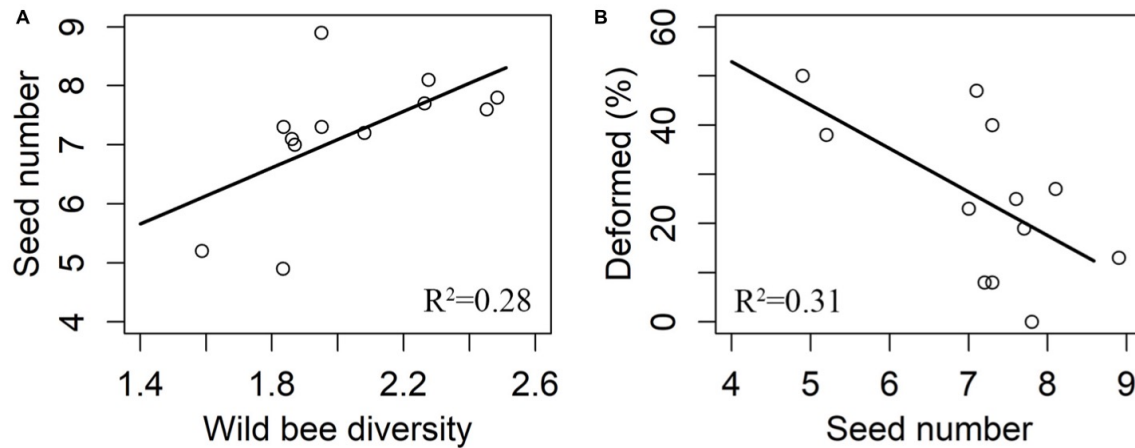 A
B
Seed number
9
8
7
6
5
4
R²=0.28
1.4
1.8
2.2
2.6
Wild bee diversity
Deformed (%)
60
40
20
0
R²=0.31
4
5
6
7
8
9
Seed number